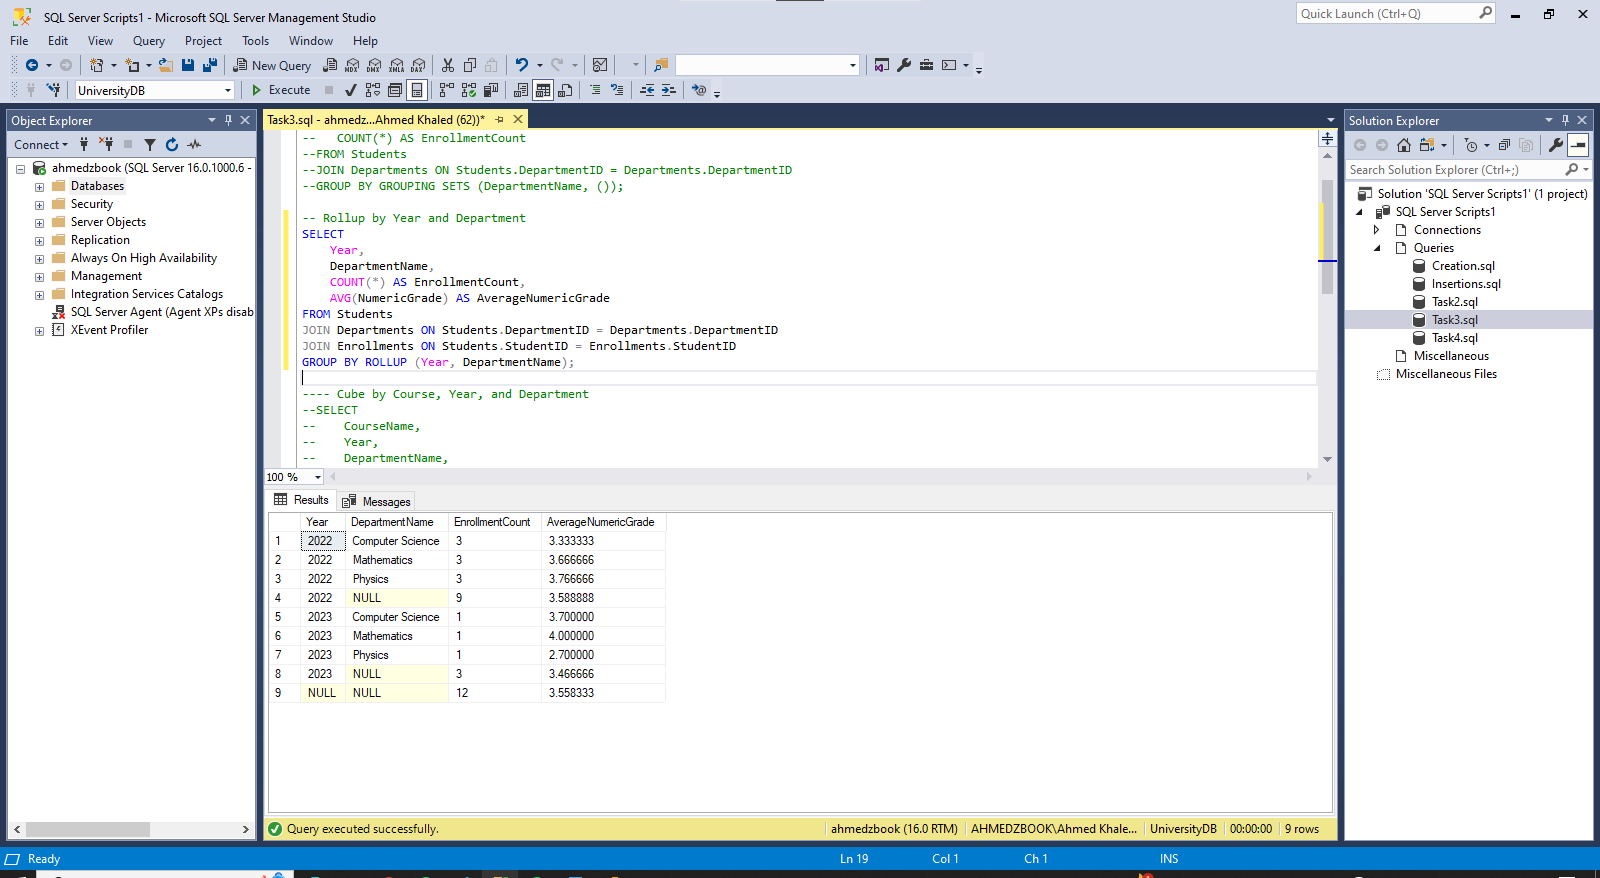 SQL Server Scripts1 - Microsoft SQL Server Management Studio
Quick Launch (Ctrl+Q)
File Edit View Query Project Tools Window Help
New Query MDX DMX XMLA DAX
UniversityDB Execute
Object Explorer
Connect
ahmedzbook (SQL Server 16.0.1000.6 -
Databases
Security
Server Objects
Replication
Always On High Availability
Management
Integration Services Catalogs
SQL Server Agent (Agent XPs disab
XEvent Profiler
Task3.sql - ahmedz...Ahmed Khaled (62))*
--   COUNT(*) AS EnrollmentCount
--FROM Students
--JOIN Departments ON Students.DepartmentID = Departments.DepartmentID
--GROUP BY GROUPING SETS (DepartmentName, ());
-- Rollup by Year and Department
SELECT
    Year,
    DepartmentName,
    COUNT(*) AS EnrollmentCount,
    AVG(NumericGrade) AS AverageNumericGrade
FROM Students
JOIN Departments ON Students.DepartmentID = Departments.DepartmentID
JOIN Enrollments ON Students.StudentID = Enrollments.StudentID
GROUP BY ROLLUP (Year, DepartmentName);
---- Cube by Course, Year, and Department
--SELECT
--    CourseName,
--    Year,
--    DepartmentName,
100 %
Results Messages
Year DepartmentName EnrollmentCount AverageNumericGrade
1 2022 Computer Science 3 3.333333
2 2022 Mathematics 3 3.666666
3 2022 Physics 3 3.766666
4 2022 NULL 9 3.588888
5 2023 Computer Science 1 3.700000
6 2023 Mathematics 1 4.000000
7 2023 Physics 1 2.700000
8 2023 NULL 3 3.466666
9 NULL NULL 12 3.558333
Query executed successfully. ahmedzbook (16.0 RTM) AHMEDZBOOK\Ahmed Khale... UniversityDB 00:00:00 9 rows
Solution Explorer
Search Solution Explorer (Ctrl+;)
Solution 'SQL Server Scripts1' (1 project)
SQL Server Scripts1
Connections
Queries
Creation.sql
Insertions.sql
Task2.sql
Task3.sql
Task4.sql
Miscellaneous
Miscellaneous Files
Ready Ln 19 Col 1 Ch 1 INS